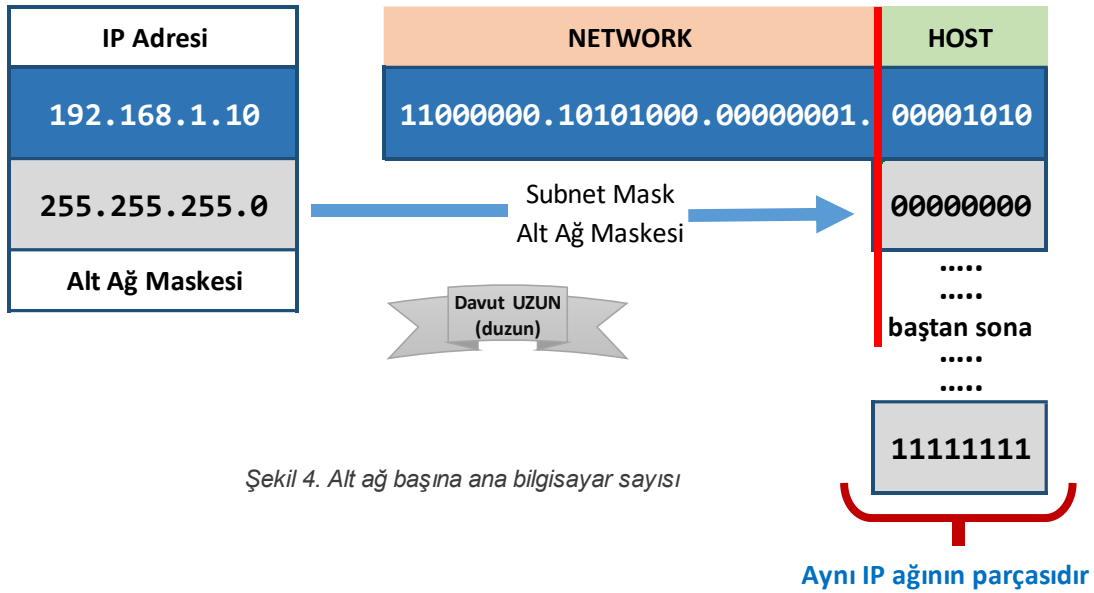 IP Adresi
192.168.1.10
255.255.255.0
Alt Ağ Maskesi
NETWORK
HOST
11000000.10101000.00000001.
00001010
Subnet Mask
Alt Ağ Maskesi
00000000
.....
.....
baştan sona
.....
.....
11111111
Davut UZUN
(duzun)
Şekil 4. Alt ağ başına ana bilgisayar sayısı
Aynı IP ağının parçasıdır